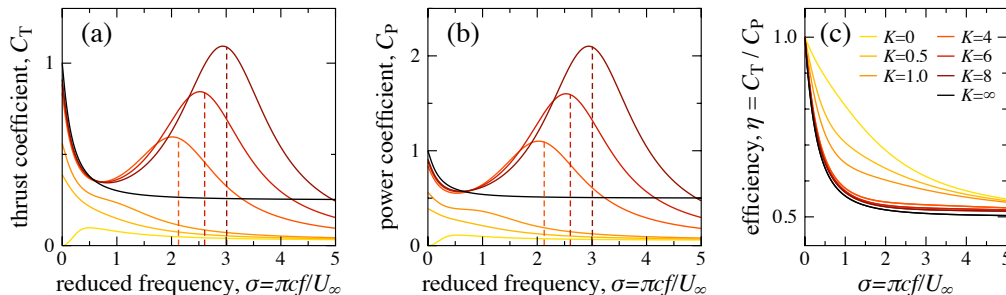 (a)
thrust coefficient, C_T
1
0
0 1 2 3 4 5
reduced frequency, σ=πcf/U_∞
(b)
power coefficient, C_P
2
1
0
0 1 2 3 4 5
reduced frequency, σ=πcf/U_∞
(c)
efficiency, η = C_T / C_P
1.0
0.5
K=0 K=4
K=0.5 K=6
K=1.0 K=8
K=∞
0 1 2 3 4 5
σ=πcf/U_∞